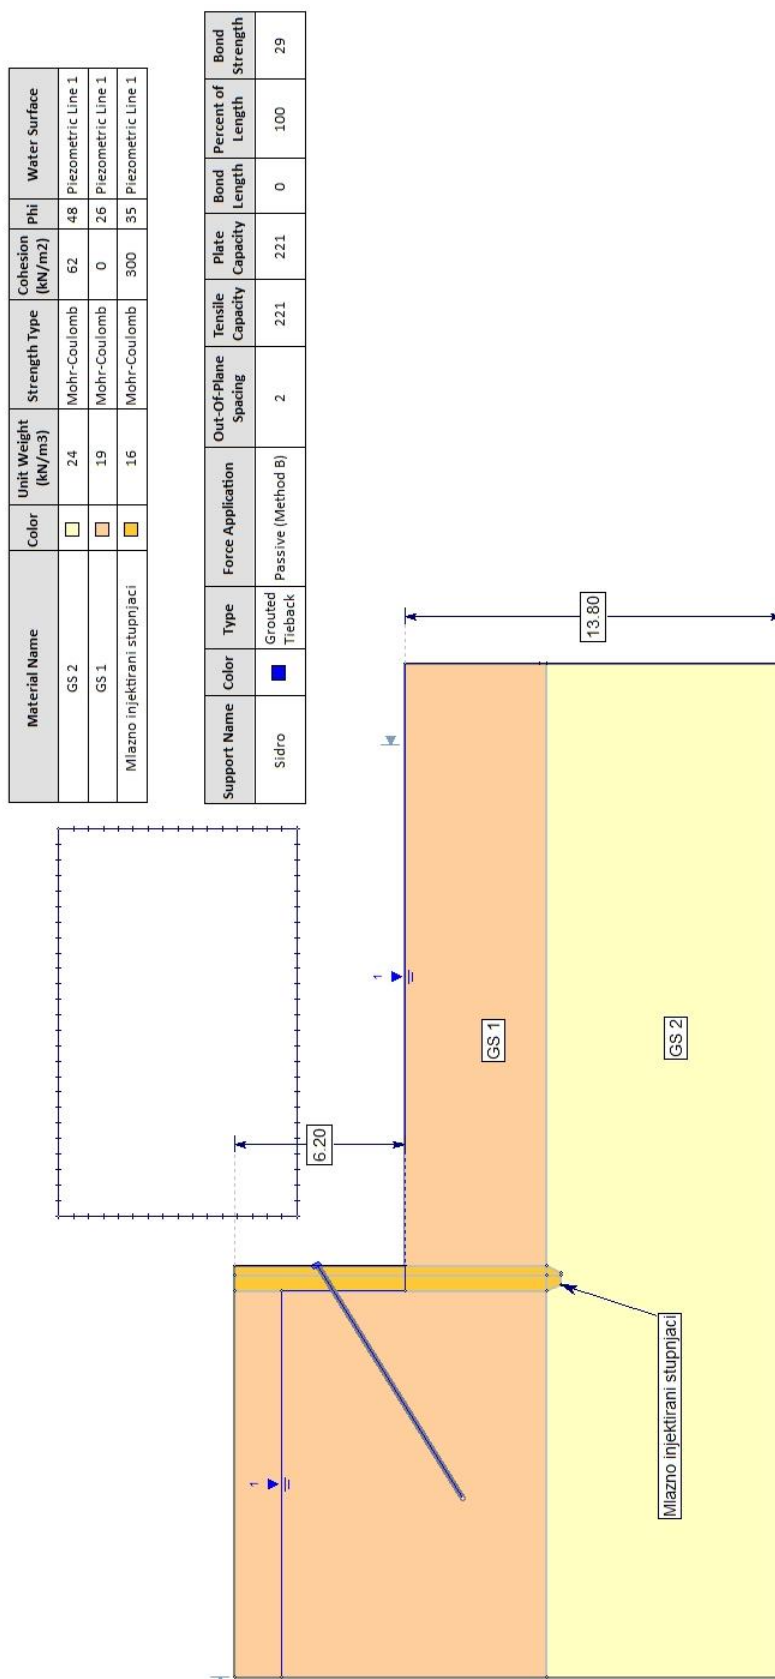 Material Name Color Unit Weight (kN/m3) Strength Type Cohesion (kN/m2) Phi Water Surface
GS 2 24 Mohr-Coulomb 62 48 Piezometric Line 1
GS 1 19 Mohr-Coulomb 0 26 Piezometric Line 1
Mlazno injektirani stupnjaci 16 Mohr-Coulomb 300 35 Piezometric Line 1
Support Name Color Type Force Application Out-Of-Plane Spacing Tensile Capacity Plate Capacity Bond Length Percent of Length Bond Strength
Sidro Grouted Tieback Passive (Method B) 2 221 221 0 100 29
6.20
13.80
1
1
GS 1
GS 2
Mlazno injektirani stupnjaci